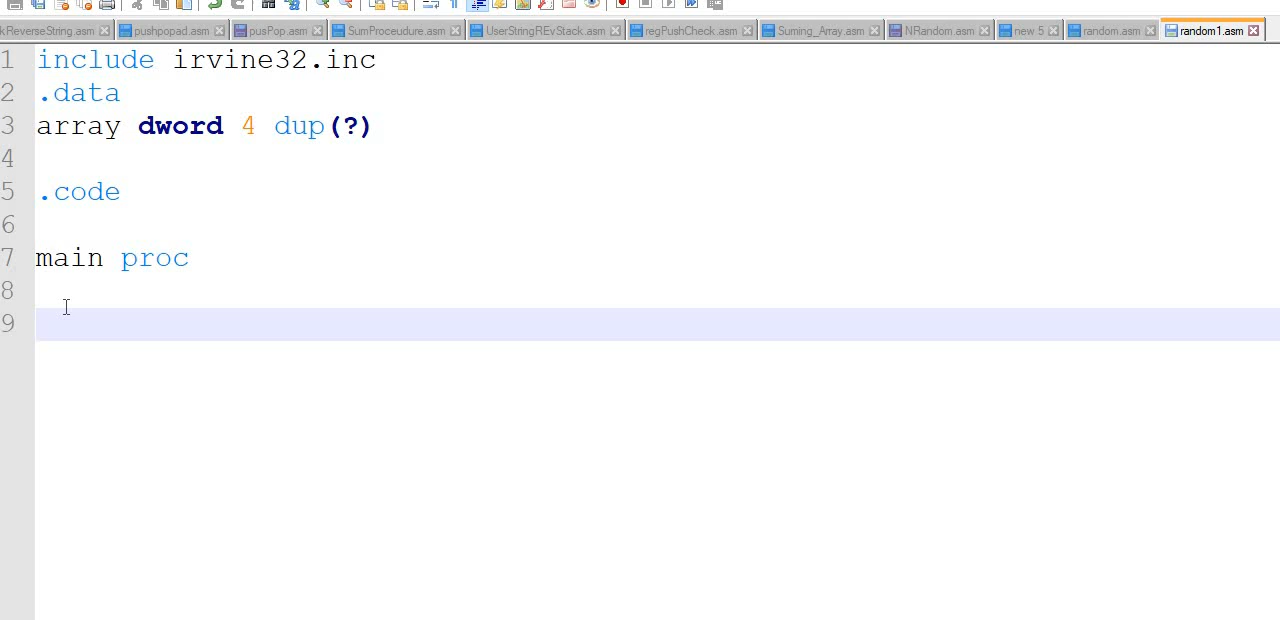 kReverseString.asm pushpopad.asm pusPop.asm SumProceudure.asm UserStringREvStack.asm regPushCheck.asm Suming_Array.asm NRandom.asm new 5 random.asm random1.asm
1 include irvine32.inc
2 .data
3 array dword 4 dup(?)
4
5 .code
6
7 main proc
8
9